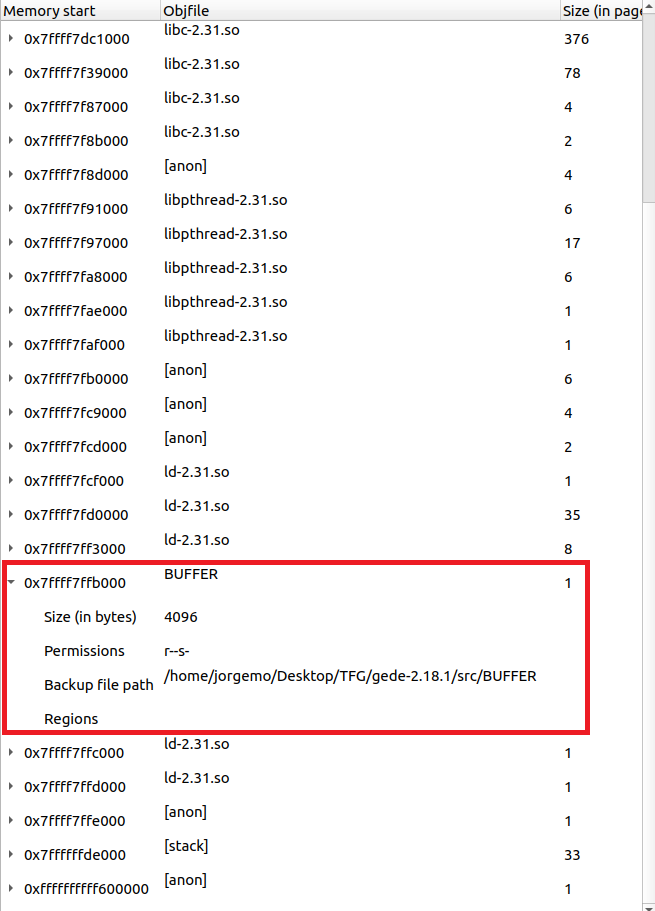 Memory start Objfile Size (in page
0x7ffff7dc1000 libc-2.31.so 376
0x7ffff7f39000 libc-2.31.so 78
0x7ffff7f87000 libc-2.31.so 4
0x7ffff7f8b000 libc-2.31.so 2
0x7ffff7f8d000 [anon] 4
0x7ffff7f91000 libpthread-2.31.so 6
0x7ffff7f97000 libpthread-2.31.so 17
0x7ffff7fa8000 libpthread-2.31.so 6
0x7ffff7fae000 libpthread-2.31.so 1
0x7ffff7faf000 libpthread-2.31.so 1
0x7ffff7fb0000 [anon] 6
0x7ffff7fc9000 [anon] 4
0x7ffff7fcd000 [anon] 2
0x7ffff7fcf000 ld-2.31.so 1
0x7ffff7fd0000 ld-2.31.so 35
0x7ffff7ff3000 ld-2.31.so 8
0x7ffff7ffb000 BUFFER 1
Size (in bytes) 4096
Permissions r--s-
Backup file path /home/jorgemo/Desktop/TFG/gede-2.18.1/src/BUFFER
Regions
0x7ffff7ffc000 ld-2.31.so 1
0x7ffff7ffd000 ld-2.31.so 1
0x7ffff7ffe000 [anon] 1
0x7ffffffde000 [stack] 33
0xffffffffff600000 [anon] 1